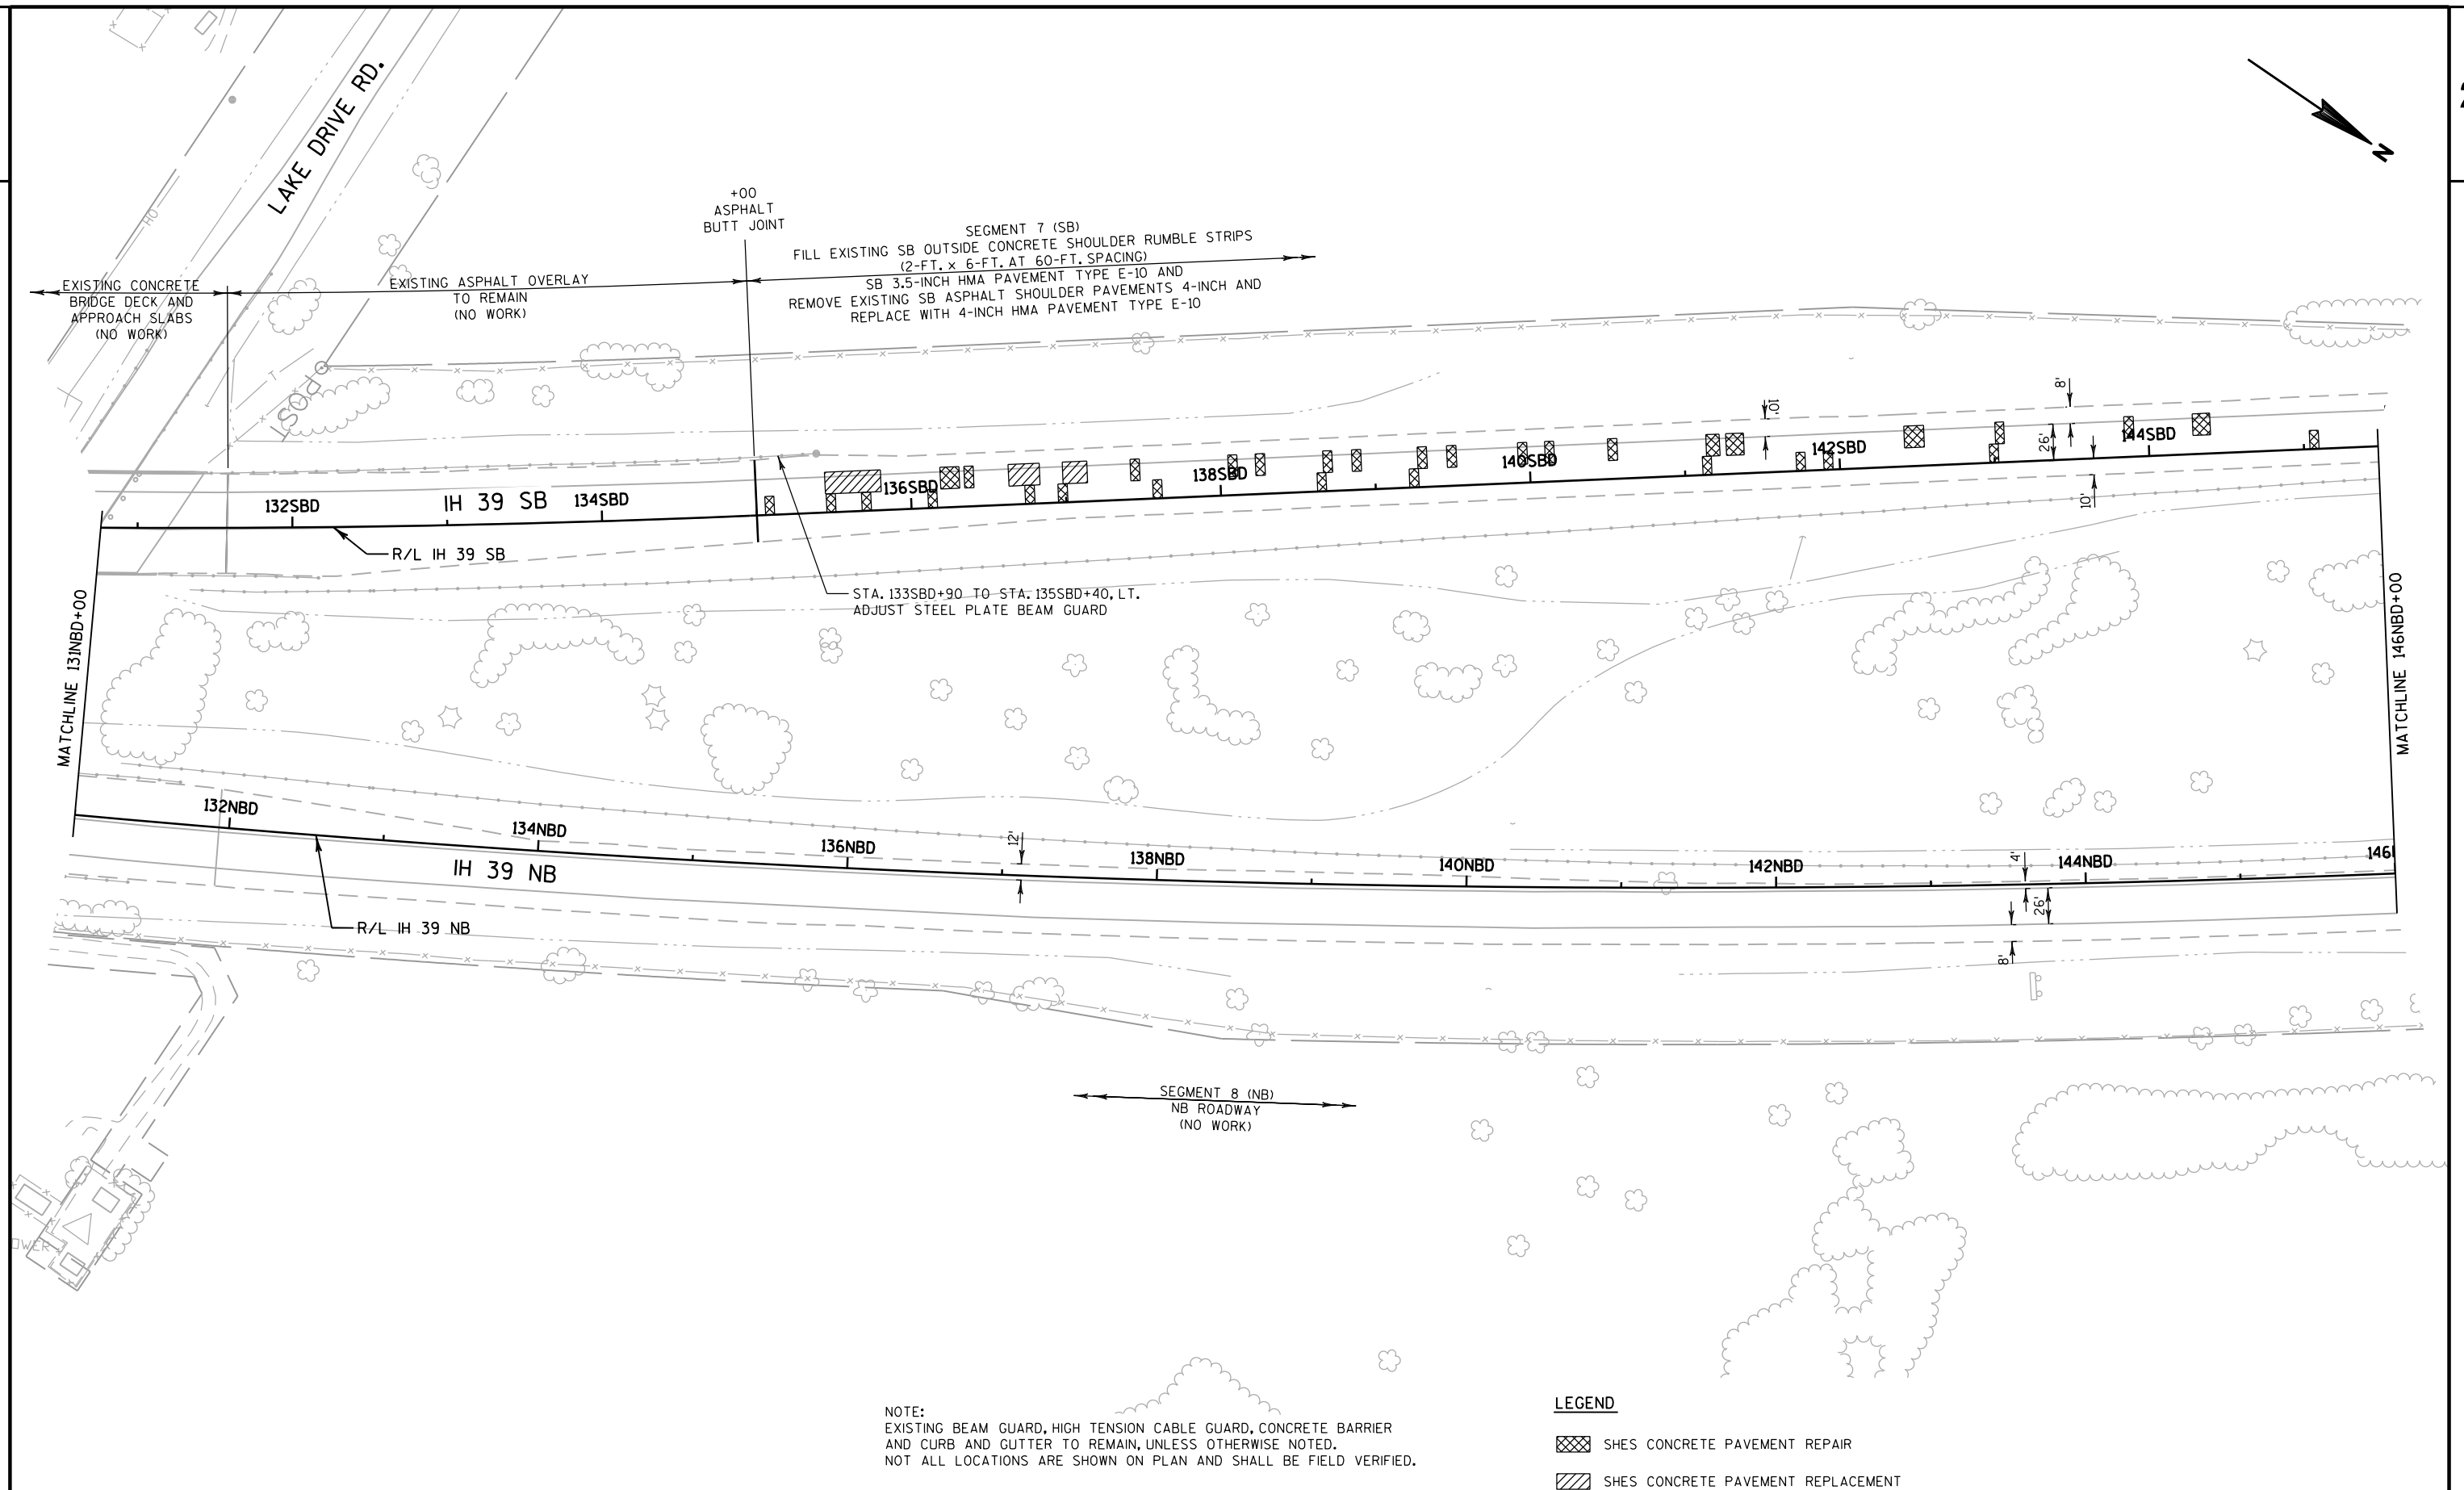 LAKE DRIVE RD.
HO
N
+00
ASPHALT
BUTT JOINT
SEGMENT 7 (SB)
FILL EXISTING SB OUTSIDE CONCRETE SHOULDER RUMBLE STRIPS
(2-FT. x 6-FT. AT 60-FT. SPACING)
SB 3.5-INCH HMA PAVEMENT TYPE E-10 AND
REMOVE EXISTING SB ASPHALT SHOULDER PAVEMENTS 4-INCH AND
REPLACE WITH 4-INCH HMA PAVEMENT TYPE E-10
EXISTING CONCRETE
BRIDGE DECK AND
APPROACH SLABS
(NO WORK)
EXISTING ASPHALT OVERLAY
TO REMAIN
(NO WORK)
POST
8'
10'
26'
10'
132SBD
IH 39 SB
134SBD
136SBD
138SBD
140SBD
142SBD
144SBD
R/L IH 39 SB
STA. 133SBD+90 TO STA. 135SBD+40, LT.
ADJUST STEEL PLATE BEAM GUARD
MATCHLINE 131NBD+00
MATCHLINE 146NBD+00
132NBD
134NBD
136NBD
138NBD
140NBD
142NBD
144NBD
146
12'
4'
26'
8'
IH 39 NB
R/L IH 39 NB
SEGMENT 8 (NB)
NB ROADWAY
(NO WORK)
OWER
NOTE:
EXISTING BEAM GUARD, HIGH TENSION CABLE GUARD, CONCRETE BARRIER
AND CURB AND GUTTER TO REMAIN, UNLESS OTHERWISE NOTED.
NOT ALL LOCATIONS ARE SHOWN ON PLAN AND SHALL BE FIELD VERIFIED.
LEGEND
SHES CONCRETE PAVEMENT REPAIR
SHES CONCRETE PAVEMENT REPLACEMENT